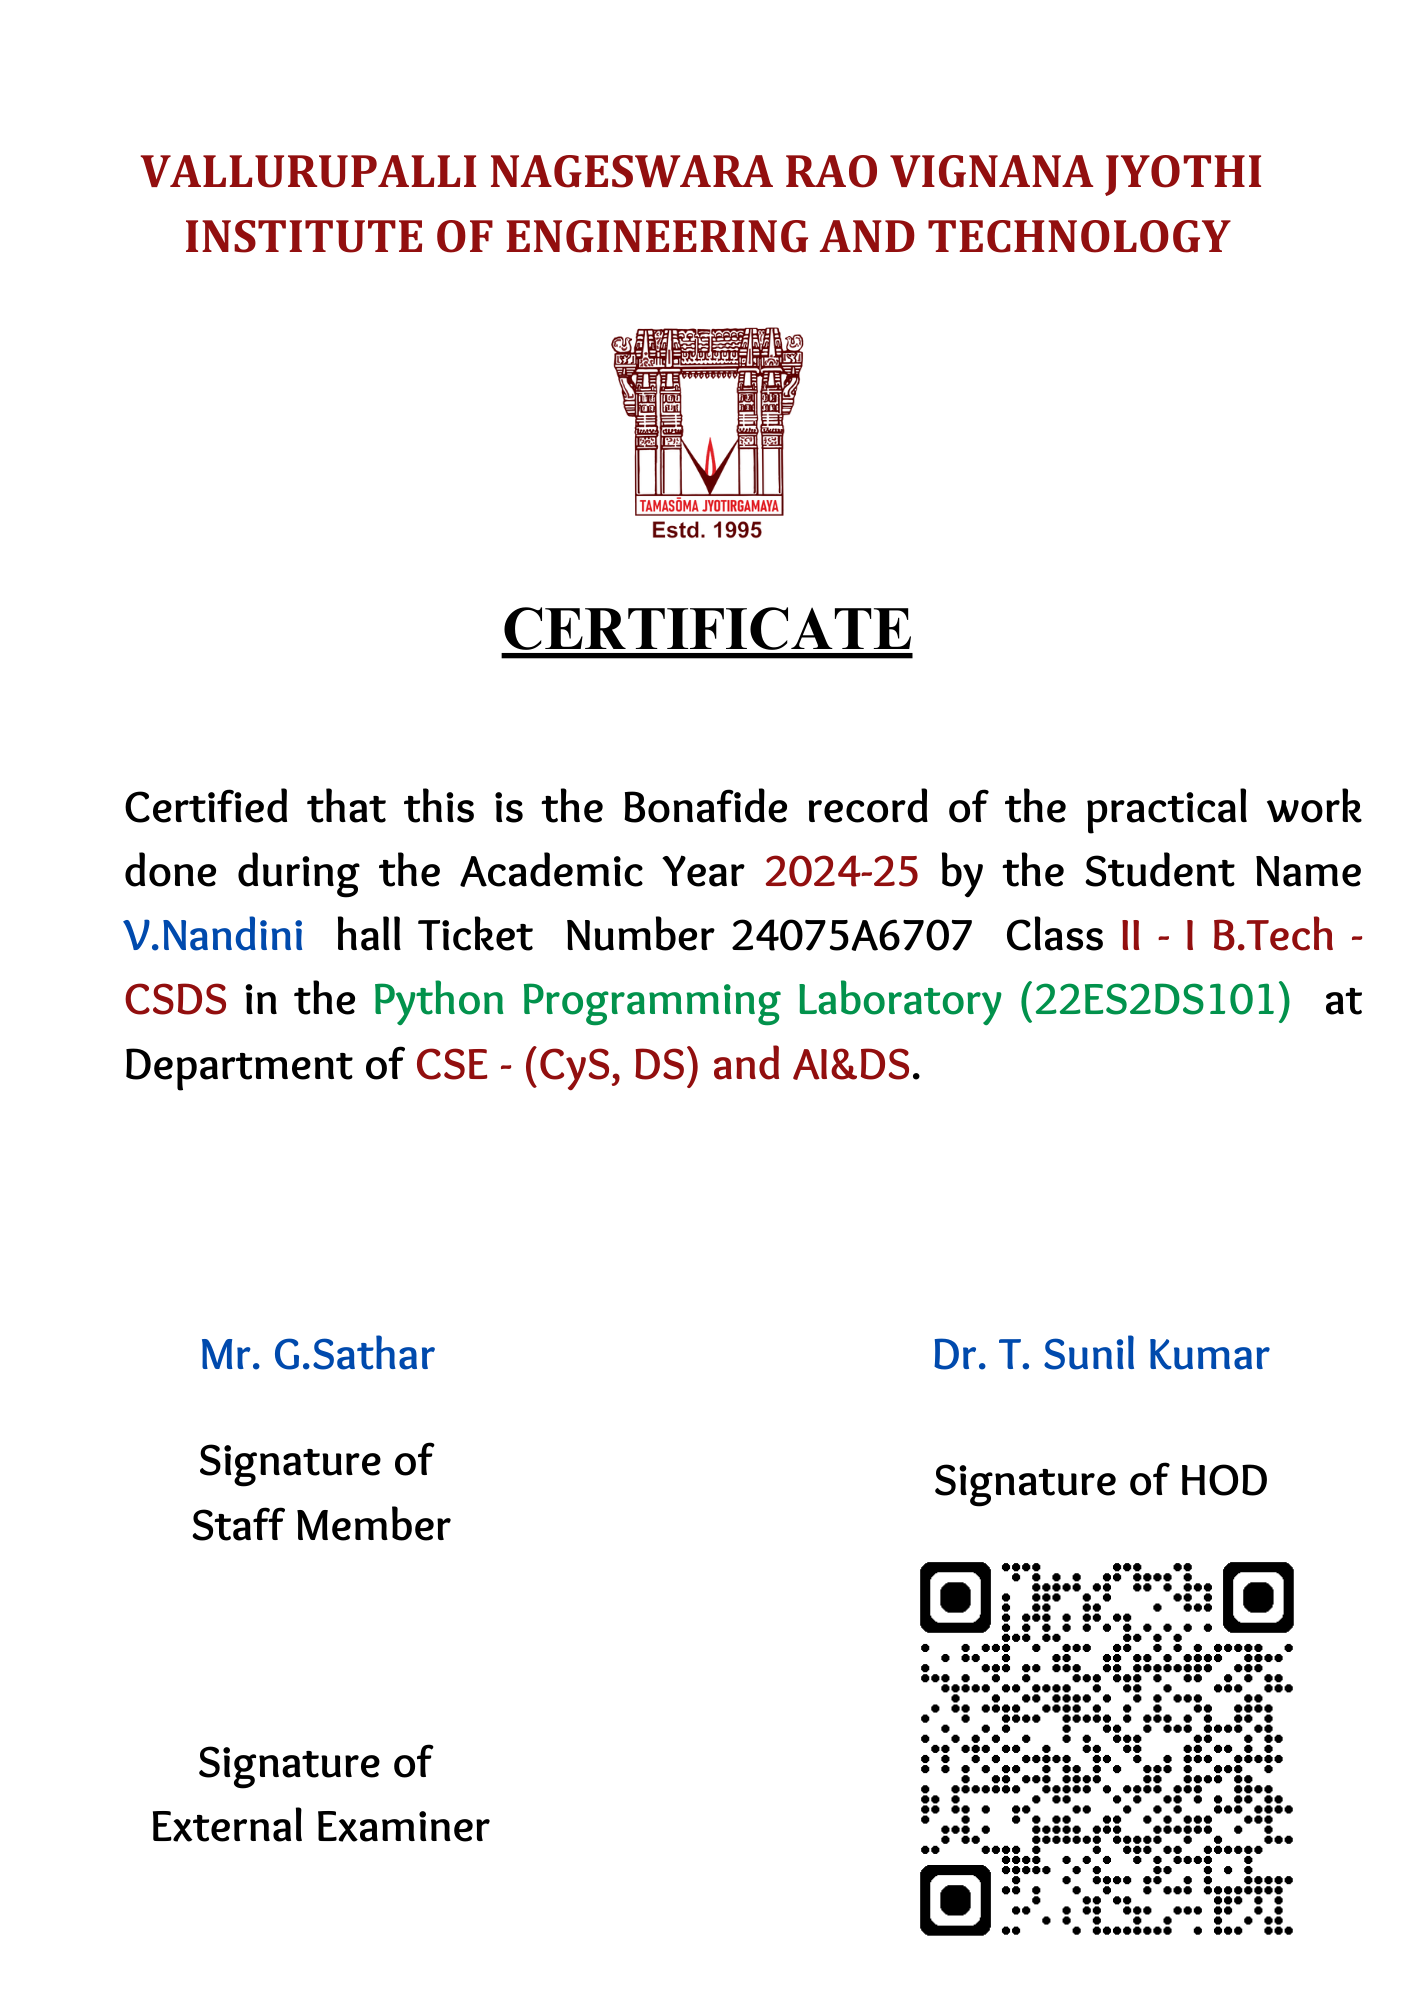 VALLURUPALLI NAGESWARA RAO VIGNANA JYOTHI
INSTITUTE OF ENGINEERING AND TECHNOLOGY
TAMASŌMA JYOTIRGAMAYA
Estd. 1995
CERTIFICATE
Certified that this is the Bonafide record of the practical work
done during the Academic Year 2024-25 by the Student Name
V.Nandini hall Ticket Number 24075A6707 Class II - I B.Tech -
CSDS in the Python Programming Laboratory (22ES2DS101) at
Department of CSE - (CyS, DS) and AI&DS.
Mr. G.Sathar
Signature of
Staff Member
Dr. T. Sunil Kumar
Signature of HOD
Signature of
External Examiner